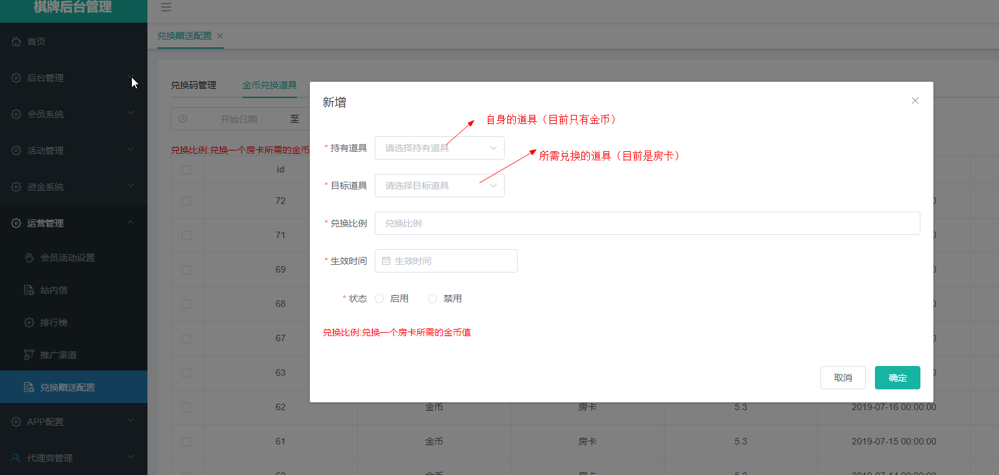 棋牌后台管理
兑换赠送配置
首页
后台管理
会员系统
活动管理
资金系统
运营管理
会员活动设置
站内信
排行榜
推广渠道
兑换赠送配置
APP配置
代理商管理
兑换码管理 金币兑换道具
开始日期 至
兑换比例:兑换一个房卡所需的金币
id
72
71
69
68
67
63
62 金币 房卡 5.3 2019-07-16 00:00:00
61 金币 房卡 5.3 2019-07-15 00:00:00
新增
自身的道具（目前只有金币）
* 持有道具 请选择持有道具
所需兑换的道具（目前是房卡）
* 目标道具 请选择目标道具
* 兑换比例 兑换比例
* 生效时间 生效时间
* 状态 启用 禁用
兑换比例:兑换一个房卡所需的金币值
取消 确定